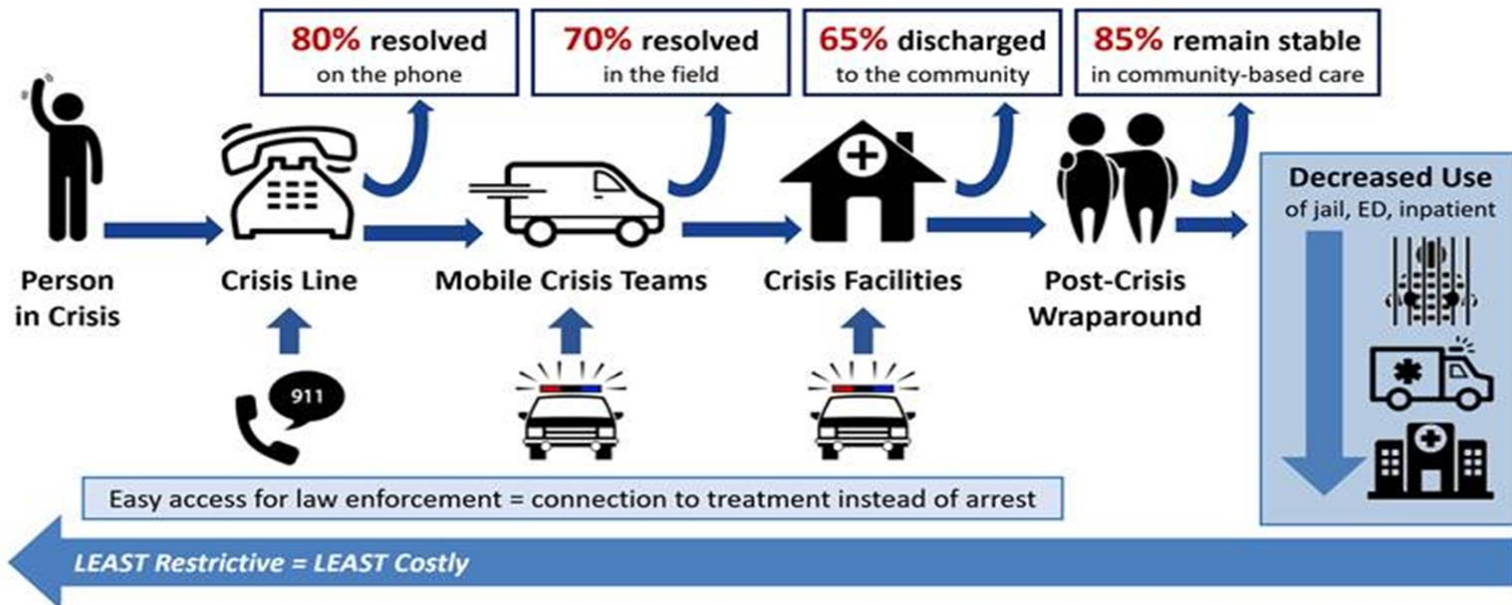 80% resolved
on the phone
70% resolved
in the field
65% discharged
to the community
85% remain stable
in community-based care
Decreased Use
of jail, ED, inpatient
Person
in Crisis
Crisis Line
Mobile Crisis Teams
Crisis Facilities
Post-Crisis
Wraparound
911
Easy access for law enforcement = connection to treatment instead of arrest
LEAST Restrictive = LEAST Costly